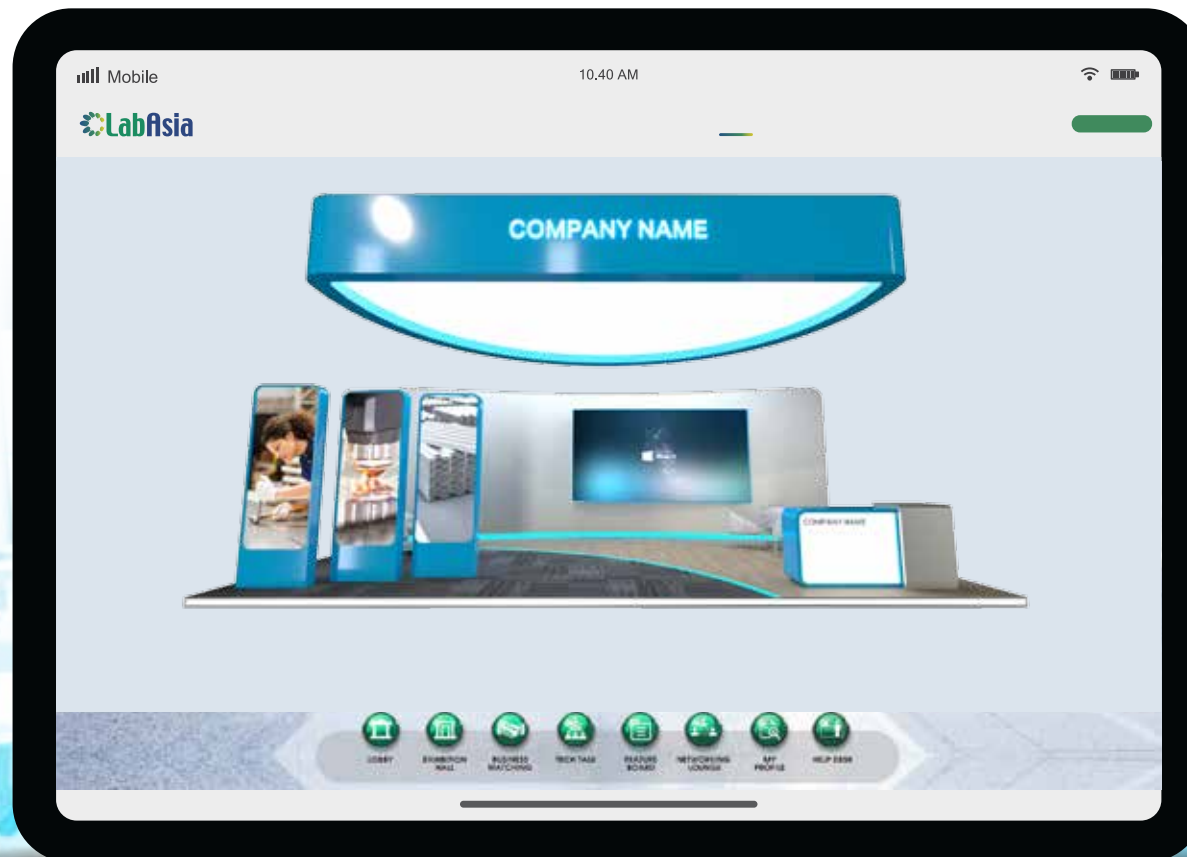 Mobile
10.40 AM
LabAsia
COMPANY NAME
COMPANY NAME
LOBBY
EXHIBITION HALL
BUSINESS MATCHING
TECH TALK
FEATURE BOARD
NETWORKING LOUNGE
MY PROFILE
HELP DESK